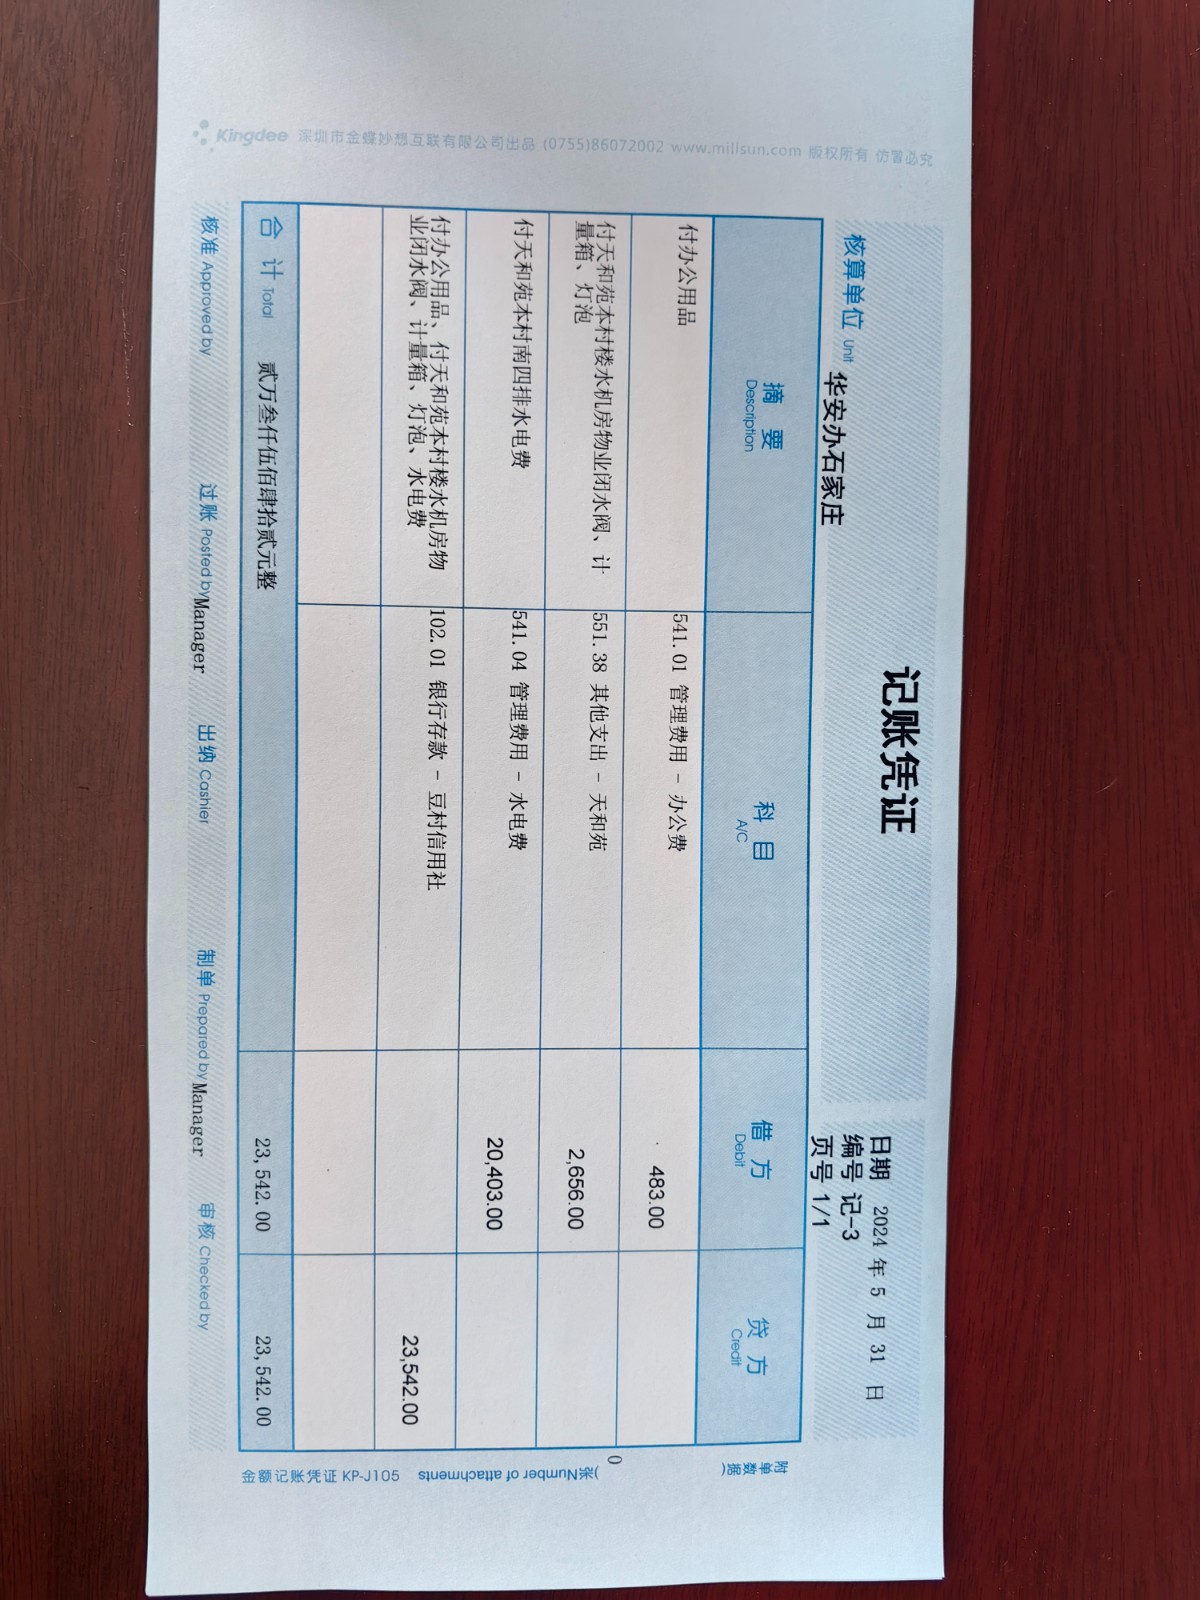 记账凭证
核算单位 Unit 华安办石家庄
日期 2024 年 5 月 31 日
编号 记-3
页号 1/1
摘 要 科 目 借 方 贷 方
Description A/C Debit Credit
付办公用品 541.01 管理费用 - 办公费 483.00
付天和苑本村楼水机房物业闭水阀、计
量箱、灯泡
551.38 其他支出 - 天和苑 2,656.00
付天和苑本村南四排水电费 541.04 管理费用 - 水电费 20,403.00
付办公用品、付天和苑本村楼水机房物
业闭水阀、计量箱、灯泡、水电费
102.01 银行存款 - 豆村信用社 23,542.00
合 计 Total 贰万叁仟伍佰肆拾贰元整 23,542.00 23,542.00
核准 Approved by 过账 Posted by Manager 出纳 Cashier 制单 Prepared by Manager 审核 Checked by
附单数据(
0
张Number of attachments)
金额记账凭证 KP-J105
Kingdee 深圳市金蝶妙想互联有限公司出品 (0755)86072002 www.milisun.com 版权所有 仿冒必究